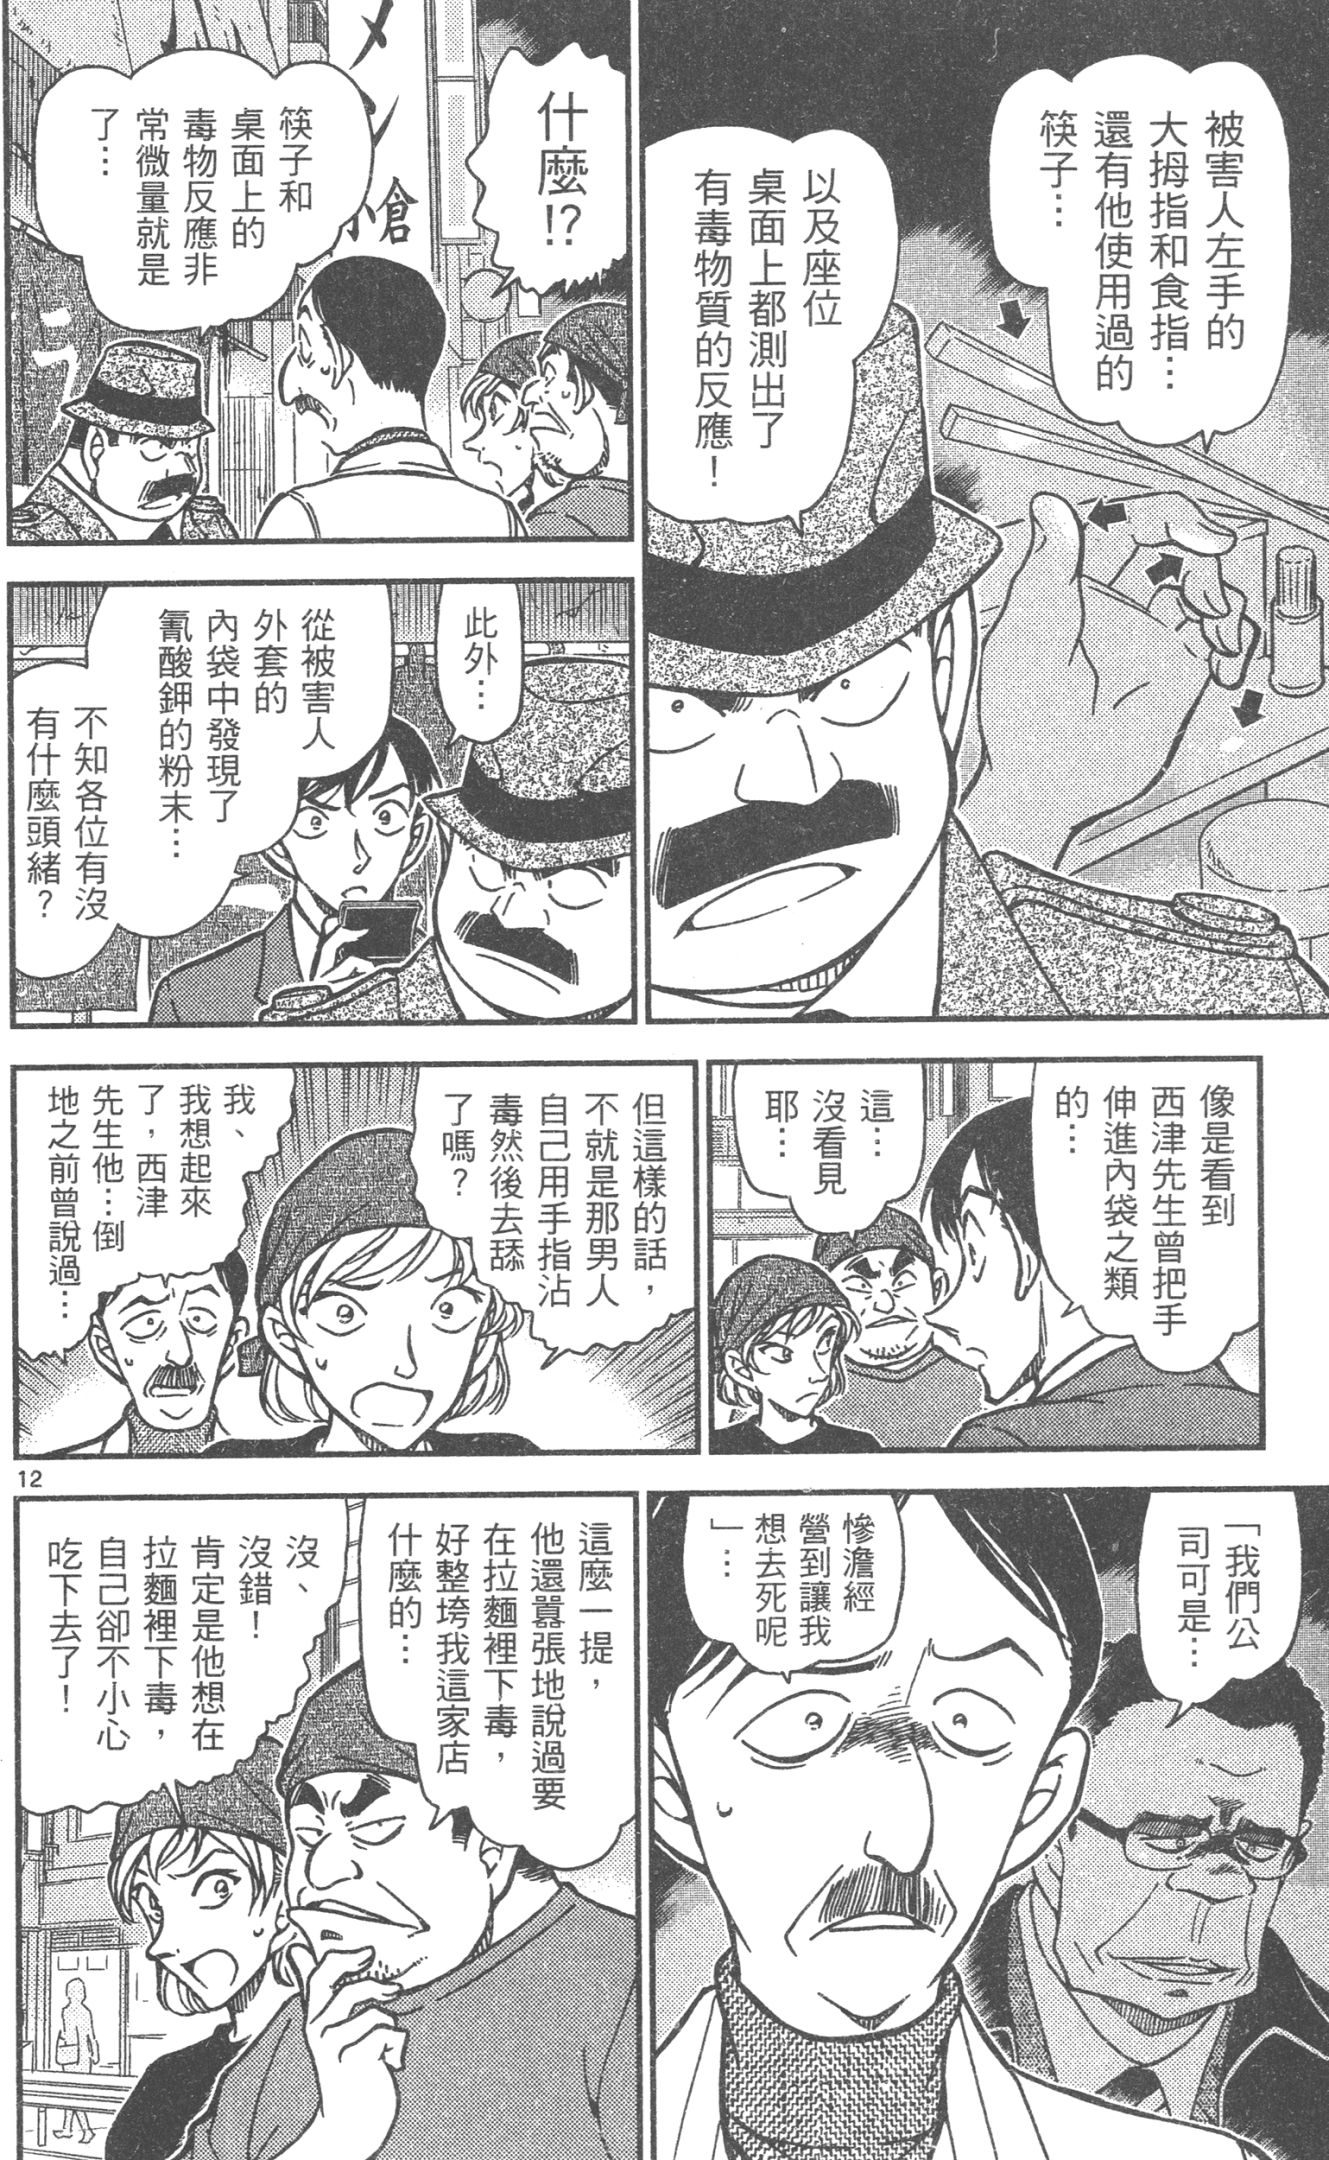 被害人左手的
大拇指和食指…
還有他使用過的
筷子…
以及座位
桌面上都測出了
有毒物質的反應！
什麼!?
筷子和
桌面上的
毒物反應非
常微量就是
了…
メン
小倉
ラ
此外…
從被害人
外套的
內袋中發現了
氰酸鉀的粉末…
不知各位有沒
有什麼頭緒？
像是看到
西津先生曾把手
伸進內袋之類
的…
這…
沒看見
耶…
但這樣的話，
不就是那男人
自己用手指沾
毒然後去舔
了嗎？
我、
我想起來
了，西津
先生他…倒
地之前曾說過…
「我們公
司可是…
慘澹經
營到讓我
想去死呢
」…
這麼一提，
他還囂張地說過要
在拉麵裡下毒，
好整垮我這家店
什麼的…
沒、
沒錯！
肯定是他想在
拉麵裡下毒，
自己卻不小心
吃下去了！
12